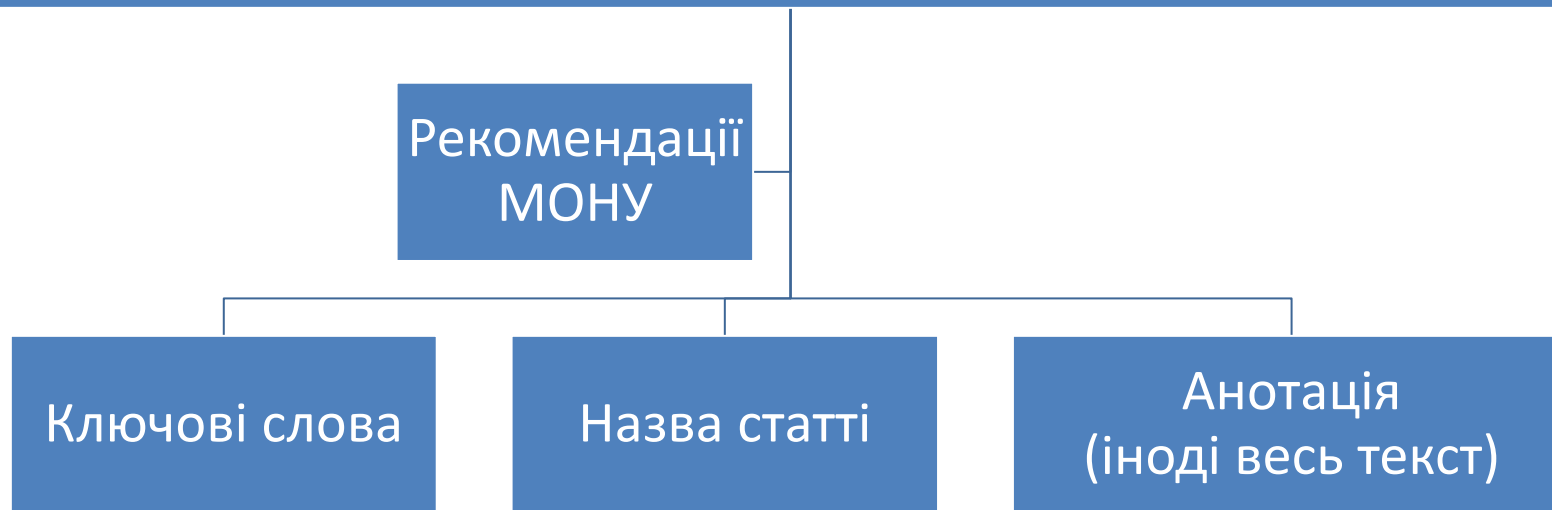 Рекомендації
МОНУ
Ключові слова
Назва статті
Анотація
(іноді весь текст)